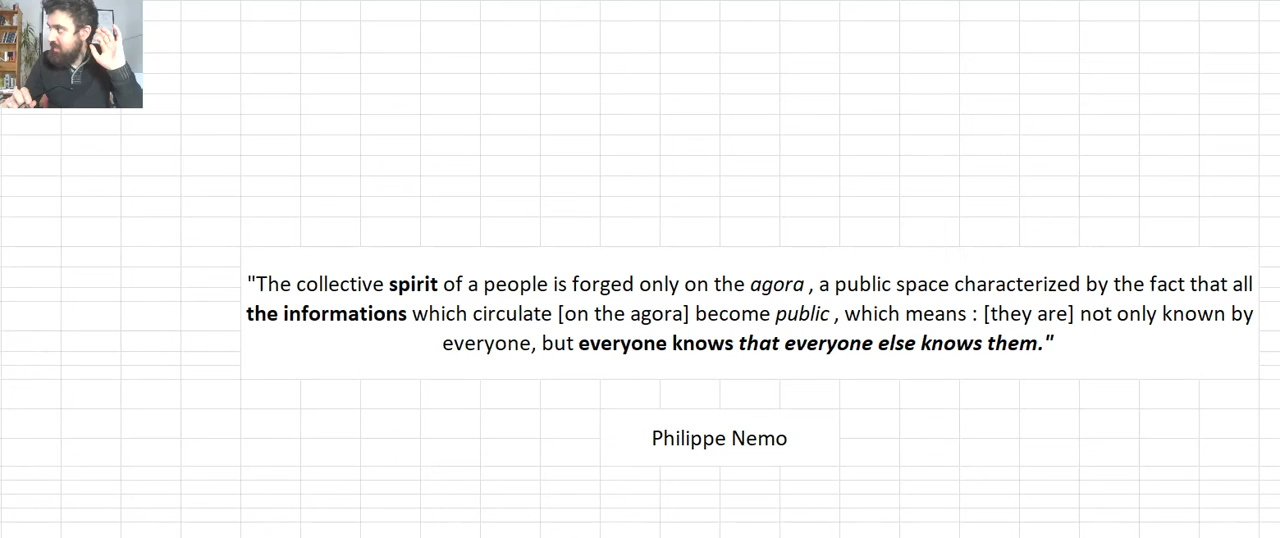 "The collective spirit of a people is forged only on the agora , a public space characterized by the fact that all
the informations which circulate [on the agora] become public , which means : [they are] not only known by
everyone, but everyone knows that everyone else knows them."
Philippe Nemo